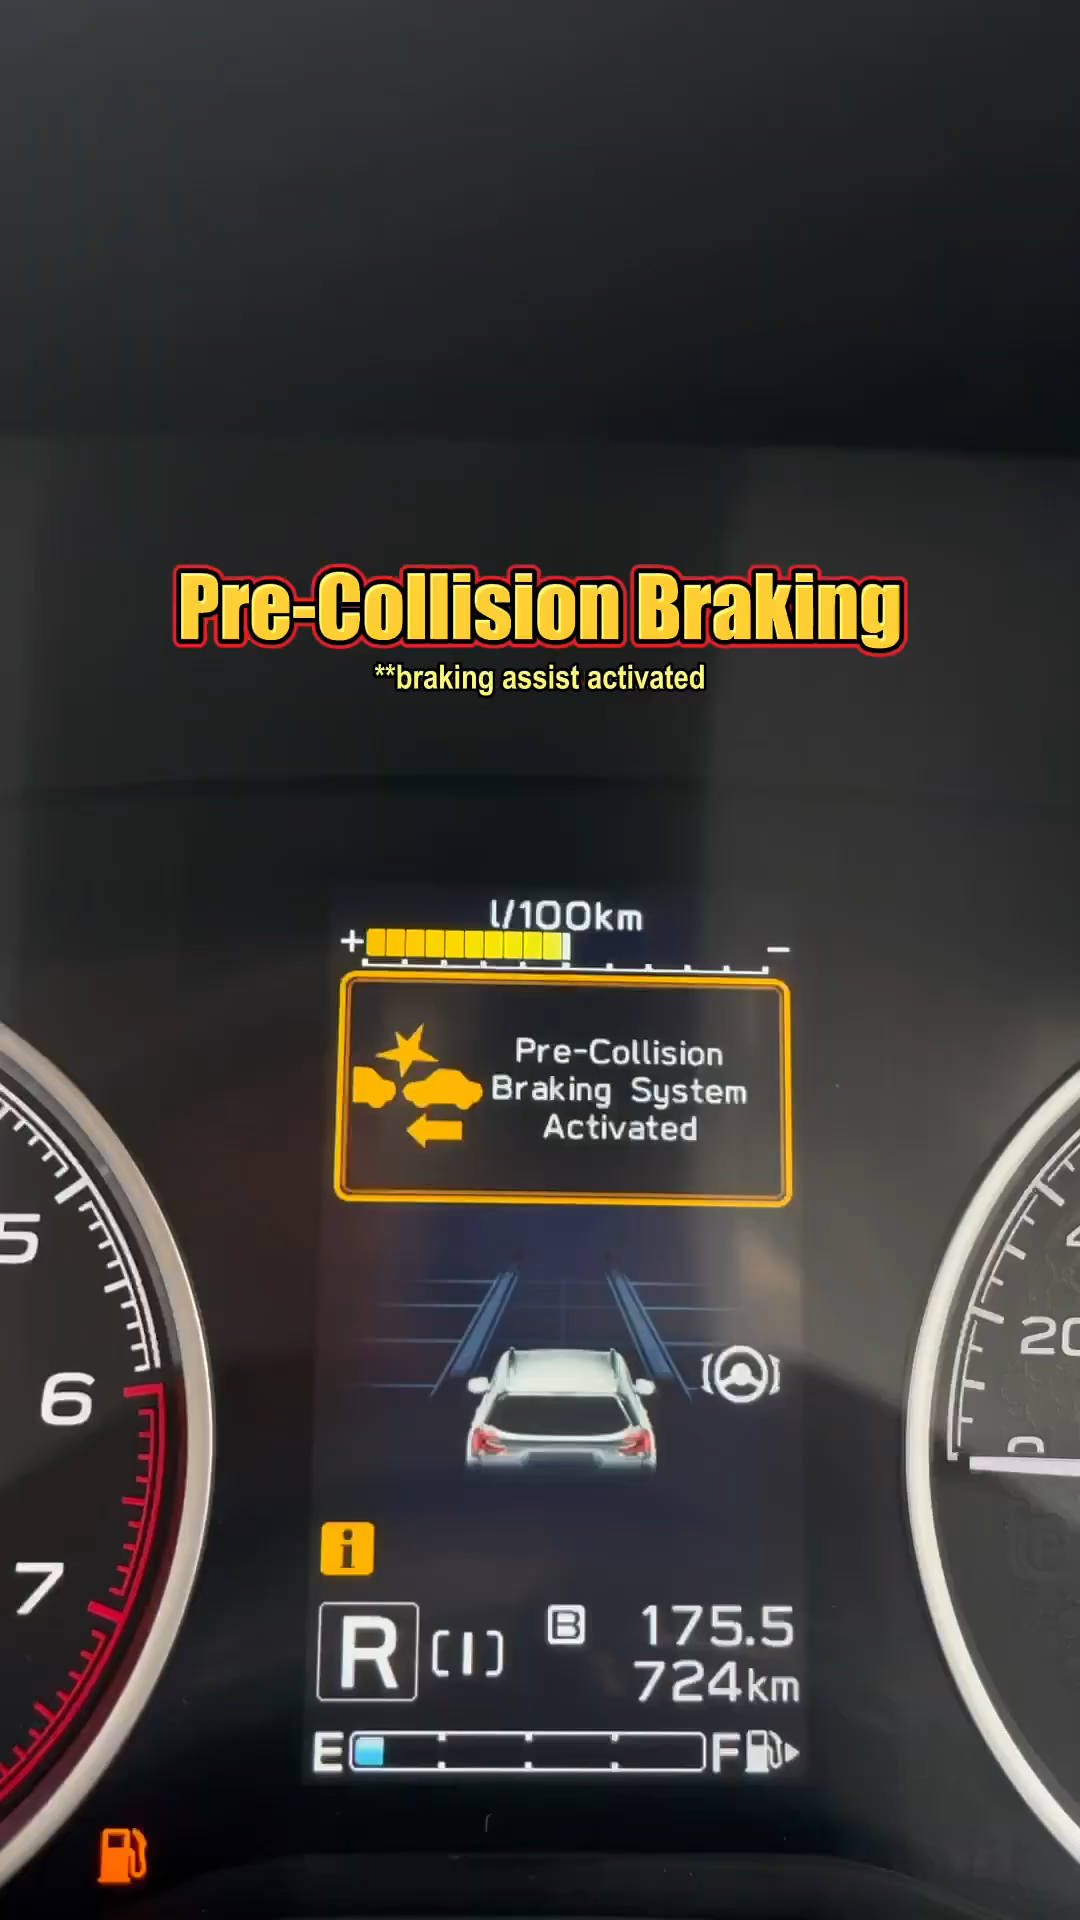 Pre-Collision Braking
**braking assist activated
l/100km
+ −
Pre-Collision
Braking System
Activated
5
6
7
20
0
i
R [I] B 175.5
724km
E F